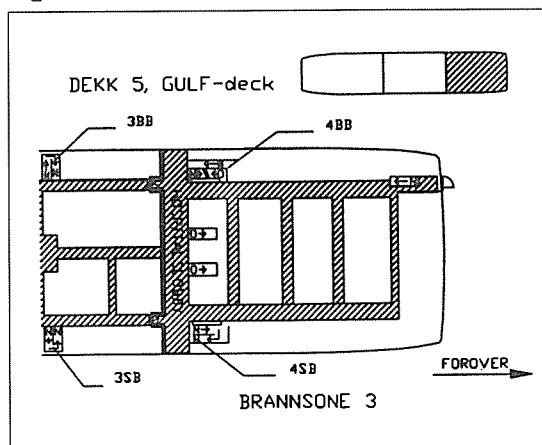 DEKK 5, GULF-deck
3BB
4BB
3SB
4SB
FOROVER
BRANNSONE 3